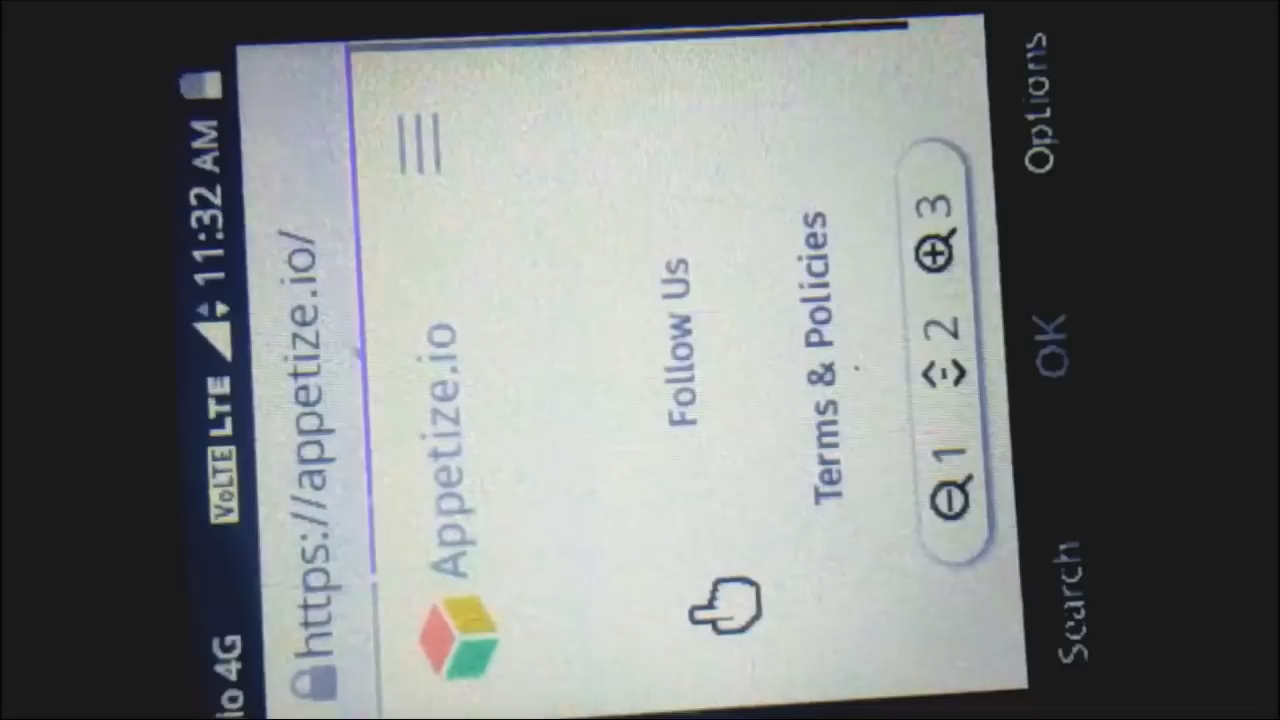 io 4G VoLTE LTE 11:32 AM
https://appetize.io/
Appetize.io
Follow Us
Terms & Policies
1 2 3
Search OK Options